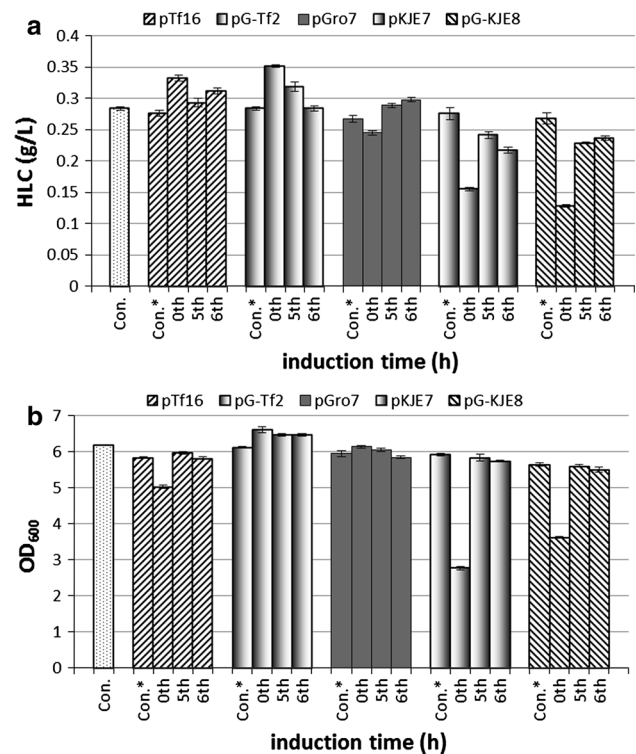 a
pTf16 pG-Tf2 pGro7 pKJE7 pG-KJE8
HLC (g/L)
0.4
0.35
0.3
0.25
0.2
0.15
0.1
0.05
0
Con. Con.* 0th 5th 6th Con.* 0th 5th 6th Con.* 0th 5th 6th Con.* 0th 5th 6th Con.* 0th 5th 6th
induction time (h)
b
pTf16 pG-Tf2 pGro7 pKJE7 pG-KJE8
OD600
7
6
5
4
3
2
1
0
Con. Con.* 0th 5th 6th Con.* 0th 5th 6th Con.* 0th 5th 6th Con.* 0th 5th 6th Con.* 0th 5th 6th
induction time (h)